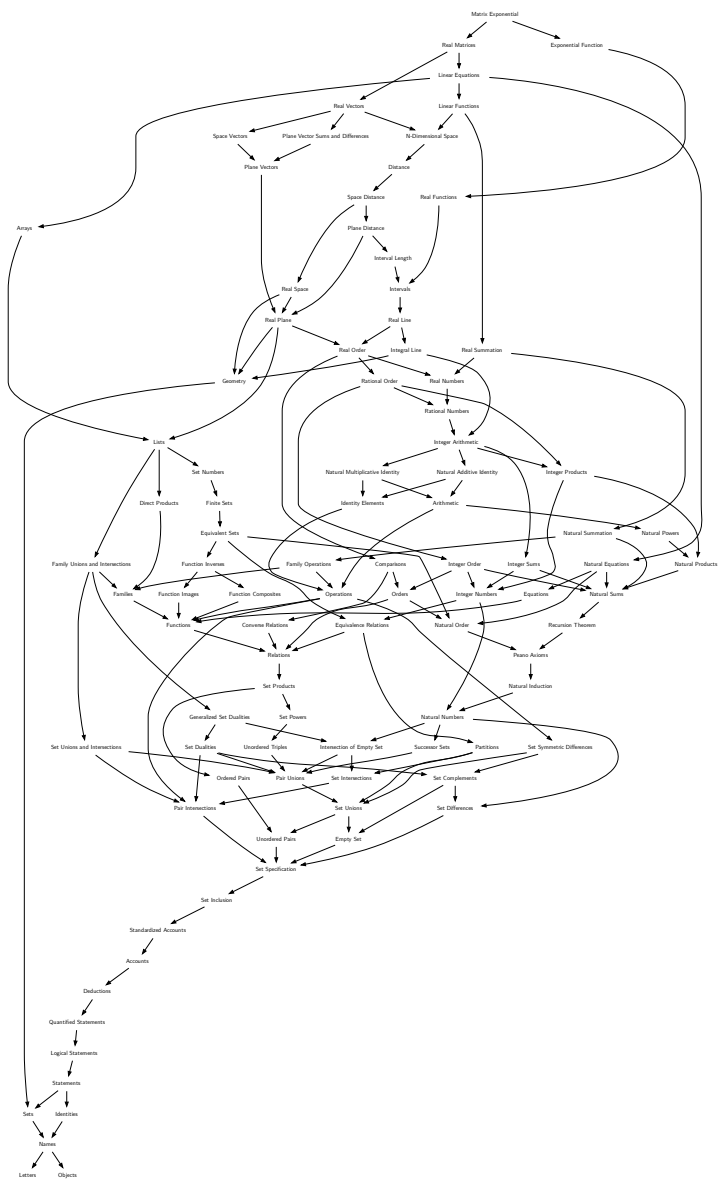 Matrix Exponential
Real Matrices
Exponential Function
Linear Equations
Real Vectors
Linear Functions
Space Vectors
Plane Vector Sums and Differences
N-Dimensional Space
Plane Vectors
Distance
Space Distance
Real Functions
Arrays
Plane Distance
Interval Length
Real Space
Intervals
Real Plane
Real Line
Real Order
Integral Line
Real Summation
Geometry
Rational Order
Real Numbers
Rational Numbers
Lists
Integer Arithmetic
Set Numbers
Natural Multiplicative Identity
Natural Additive Identity
Integer Products
Direct Products
Finite Sets
Identity Elements
Arithmetic
Equivalent Sets
Natural Summation
Natural Powers
Family Unions and Intersections
Function Inverses
Family Operations
Comparisons
Integer Order
Integer Sums
Natural Equations
Natural Products
Families
Function Images
Function Composites
Operations
Orders
Integer Numbers
Equations
Natural Sums
Functions
Converse Relations
Equivalence Relations
Natural Order
Recursion Theorem
Relations
Peano Axioms
Set Products
Natural Induction
Generalized Set Dualities
Set Powers
Natural Numbers
Set Unions and Intersections
Set Dualities
Unordered Triples
Intersection of Empty Set
Successor Sets
Partitions
Set Symmetric Differences
Ordered Pairs
Pair Unions
Set Intersections
Set Complements
Pair Intersections
Set Unions
Set Differences
Unordered Pairs
Empty Set
Set Specification
Set Inclusion
Standardized Accounts
Accounts
Deductions
Quantified Statements
Logical Statements
Statements
Sets
Identities
Names
Letters
Objects